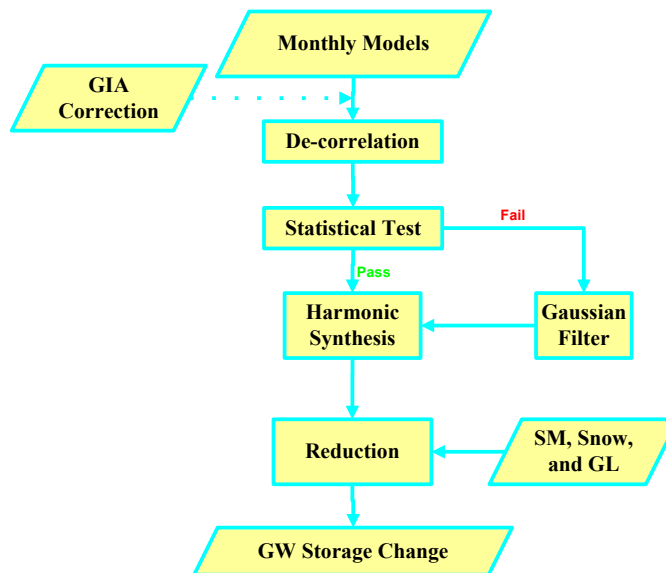 Monthly Models
GIA
Correction
De-correlation
Statistical Test
Fail
Pass
Harmonic
Synthesis
Gaussian
Filter
Reduction
SM, Snow,
and GL
GW Storage Change